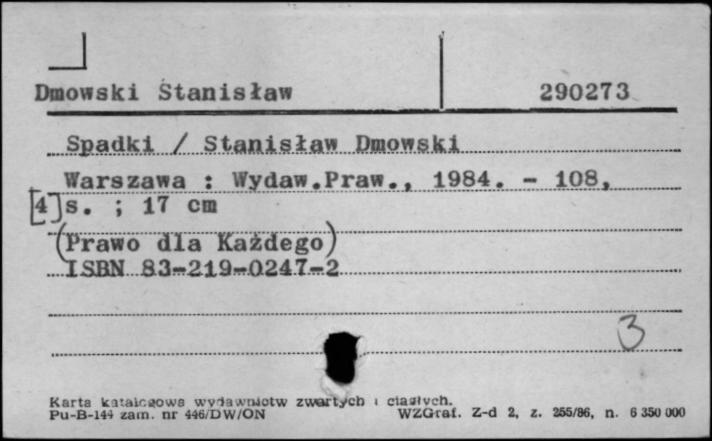 Dmowski Stanisław 290273
Spadki / Stanisław Dmowski
Warszawa : Wydaw.Praw., 1984. - 108,
[4] s. ; 17 cm
(Prawo dla Każdego)
ISBN 83-219-0247-2
3
Karta katalogowa wydawnictw zwartych i ciągłych.
Pu-B-144 zam. nr 446/DW/ON WZGraf. Z-d 2, z. 255/86, n. 6 350 000